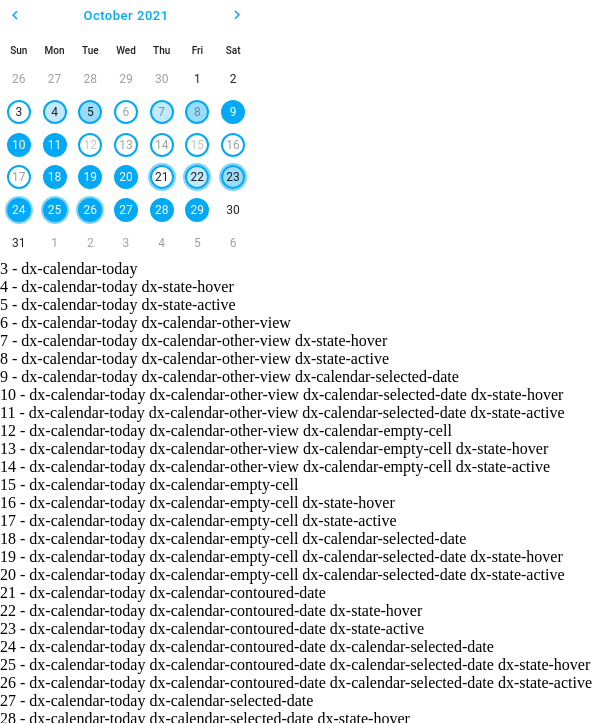 October 2021
Sun Mon Tue Wed Thu Fri Sat
26 27 28 29 30 1 2
3 4 5 6 7 8 9
10 11 12 13 14 15 16
17 18 19 20 21 22 23
24 25 26 27 28 29 30
31 1 2 3 4 5 6
3 - dx-calendar-today
4 - dx-calendar-today dx-state-hover
5 - dx-calendar-today dx-state-active
6 - dx-calendar-today dx-calendar-other-view
7 - dx-calendar-today dx-calendar-other-view dx-state-hover
8 - dx-calendar-today dx-calendar-other-view dx-state-active
9 - dx-calendar-today dx-calendar-other-view dx-calendar-selected-date
10 - dx-calendar-today dx-calendar-other-view dx-calendar-selected-date dx-state-hover
11 - dx-calendar-today dx-calendar-other-view dx-calendar-selected-date dx-state-active
12 - dx-calendar-today dx-calendar-other-view dx-calendar-empty-cell
13 - dx-calendar-today dx-calendar-other-view dx-calendar-empty-cell dx-state-hover
14 - dx-calendar-today dx-calendar-other-view dx-calendar-empty-cell dx-state-active
15 - dx-calendar-today dx-calendar-empty-cell
16 - dx-calendar-today dx-calendar-empty-cell dx-state-hover
17 - dx-calendar-today dx-calendar-empty-cell dx-state-active
18 - dx-calendar-today dx-calendar-empty-cell dx-calendar-selected-date
19 - dx-calendar-today dx-calendar-empty-cell dx-calendar-selected-date dx-state-hover
20 - dx-calendar-today dx-calendar-empty-cell dx-calendar-selected-date dx-state-active
21 - dx-calendar-today dx-calendar-contoured-date
22 - dx-calendar-today dx-calendar-contoured-date dx-state-hover
23 - dx-calendar-today dx-calendar-contoured-date dx-state-active
24 - dx-calendar-today dx-calendar-contoured-date dx-calendar-selected-date
25 - dx-calendar-today dx-calendar-contoured-date dx-calendar-selected-date dx-state-hover
26 - dx-calendar-today dx-calendar-contoured-date dx-calendar-selected-date dx-state-active
27 - dx-calendar-today dx-calendar-selected-date
28 - dx-calendar-today dx-calendar-selected-date dx-state-hover